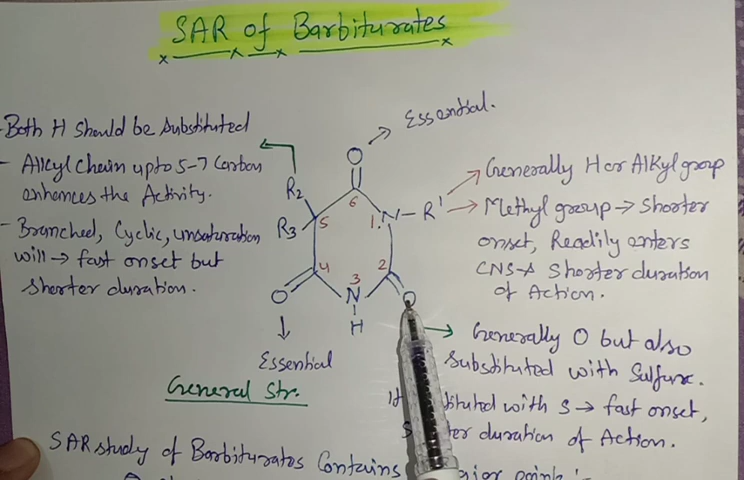 SAR of Barbiturates
Essential.
- Both H should be substituted
- Alkyl chain upto 5-7 Carbon
enhances the Activity.
- Branched, Cyclic, unsaturation
will → fast onset but
shorter duration.
O
R2
R3
6
5
1.
N-R'
4
3
2
O
N
O
H
→ Generally H or Alkyl group
→ Methyl group → Shorter
onset, Readily enters
CNS → Shorter duration
of Action.
Essential
General Str.
→ Generally O but also
Substituted with Sulfur.
with S → fast onset,
duration of Action.
SAR study of Barbiturates Contains